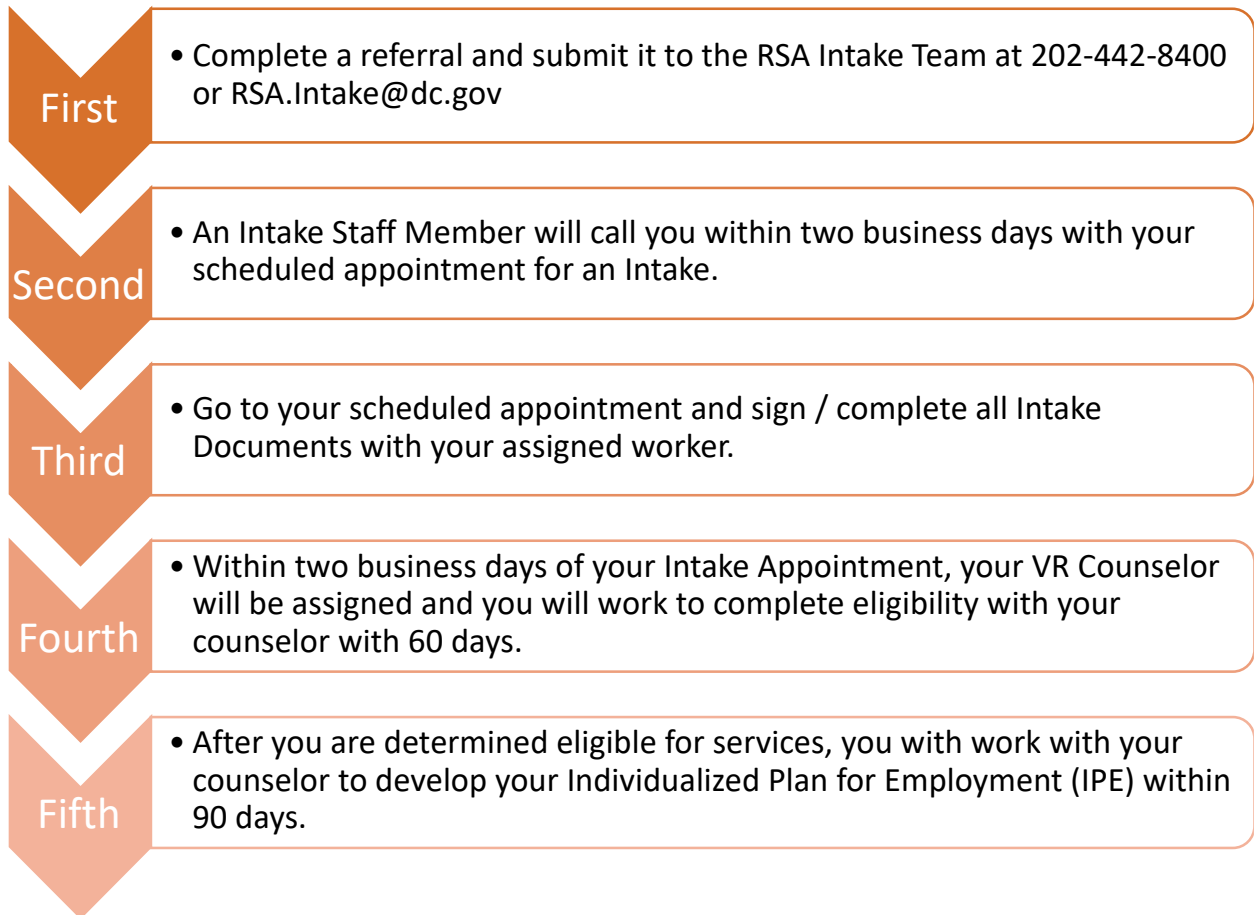 First
• Complete a referral and submit it to the RSA Intake Team at 202-442-8400
or RSA.Intake@dc.gov
Second
• An Intake Staff Member will call you within two business days with your
scheduled appointment for an Intake.
Third
• Go to your scheduled appointment and sign / complete all Intake
Documents with your assigned worker.
Fourth
• Within two business days of your Intake Appointment, your VR Counselor
will be assigned and you will work to complete eligibility with your
counselor with 60 days.
Fifth
• After you are determined eligible for services, you with work with your
counselor to develop your Individualized Plan for Employment (IPE) within
90 days.